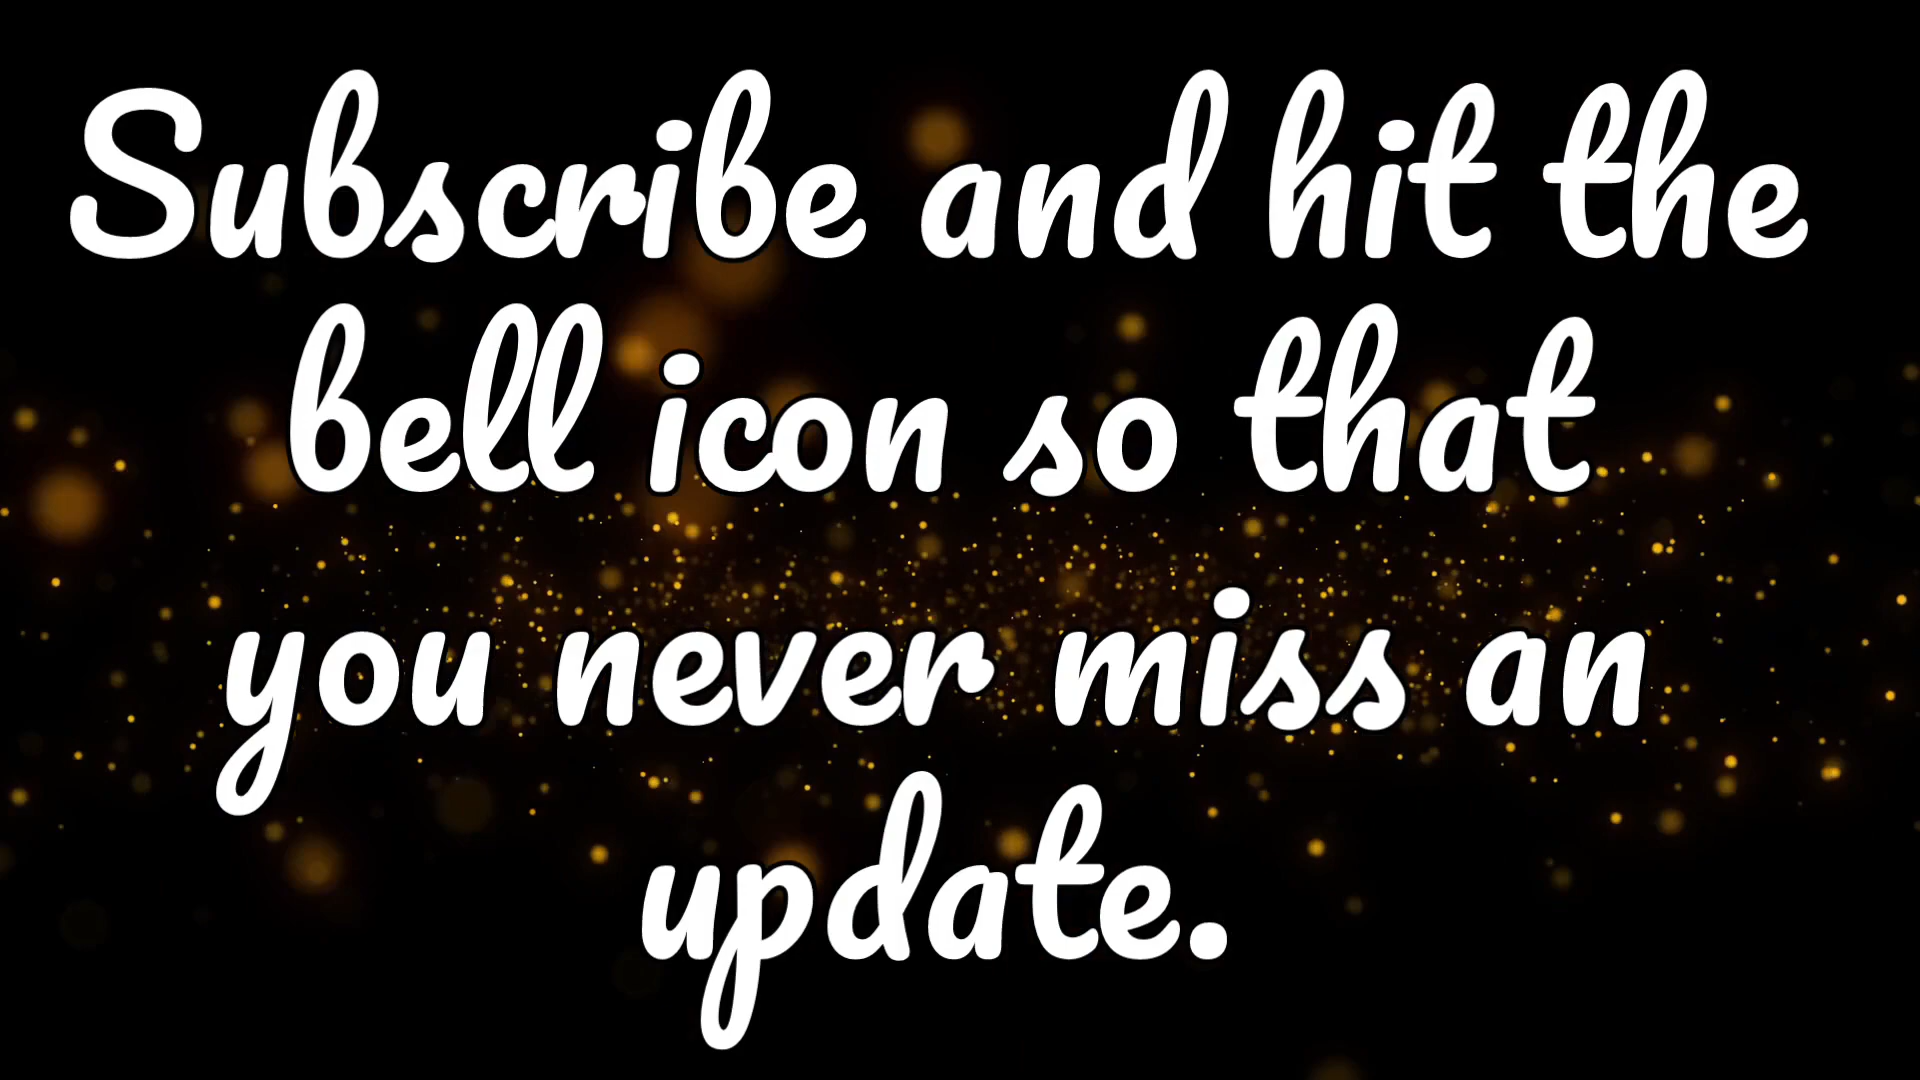 Subscribe and hit the
bell icon so that
you never miss an
update.